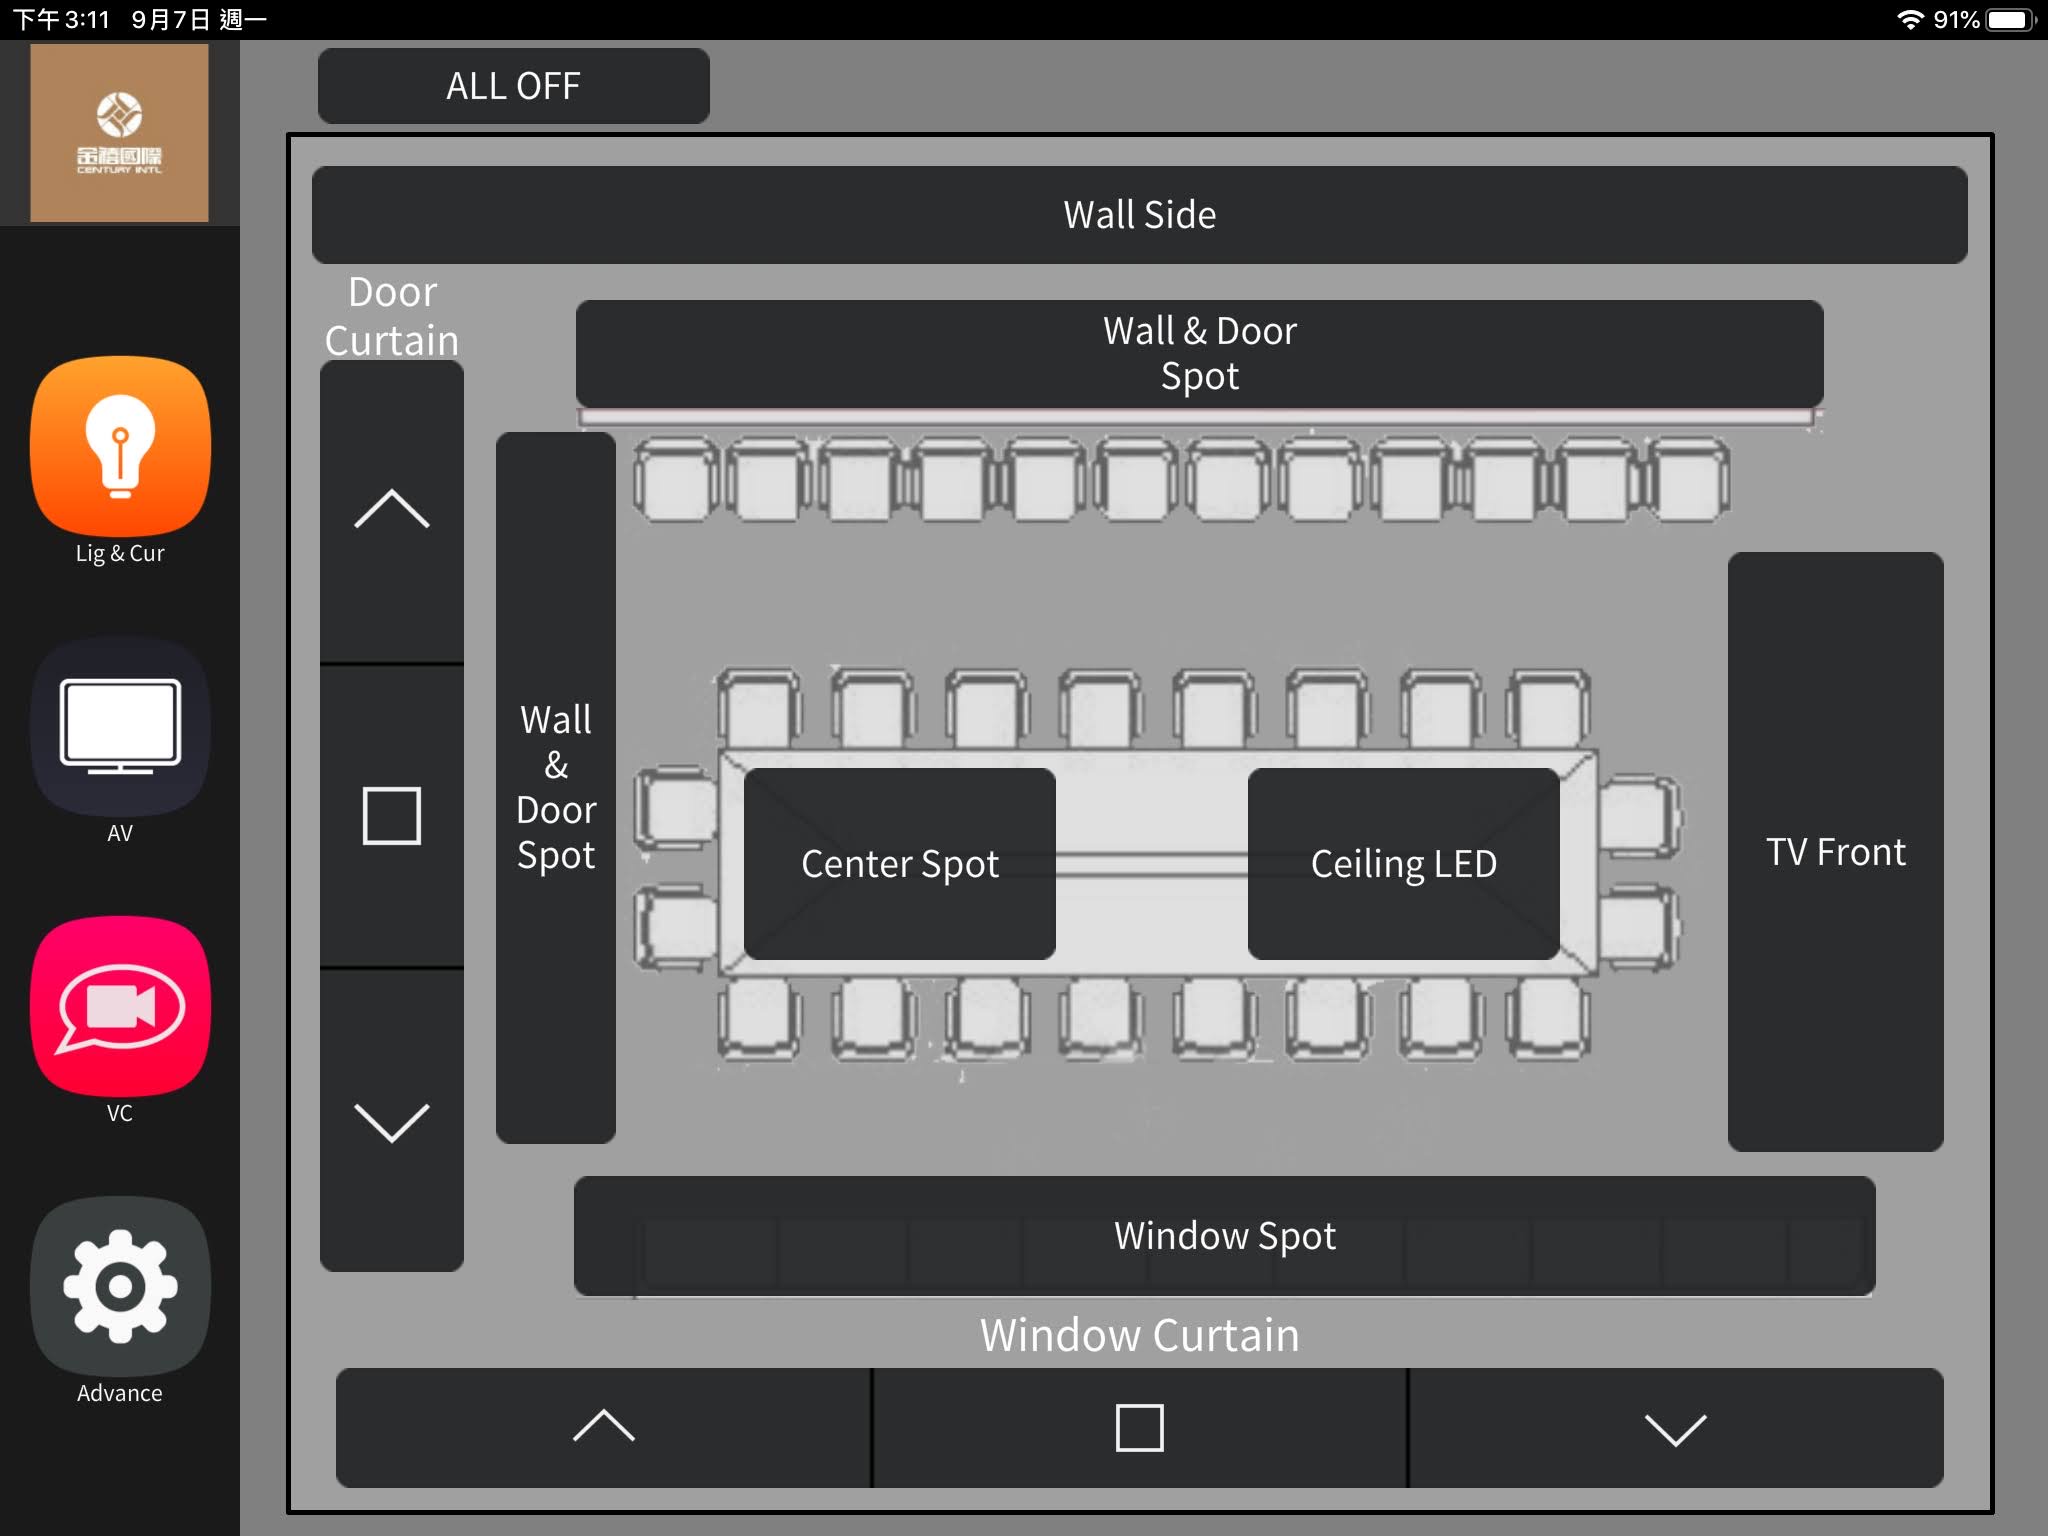 下午3:11 9月7日 週一
91%
金禧國際
CENTURY INTL
ALL OFF
Wall Side
Door
Curtain
Wall & Door
Spot
Lig & Cur
Wall
&
Door
Spot
AV
Center Spot
Ceiling LED
TV Front
VC
Window Spot
Window Curtain
Advance